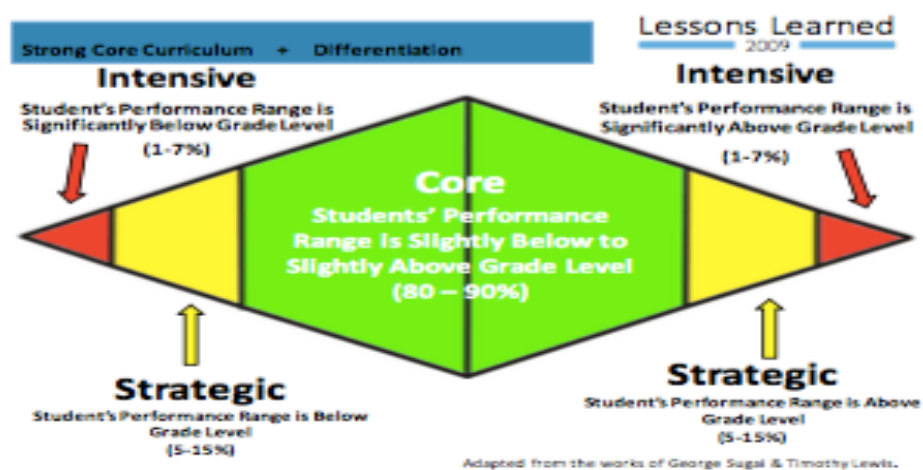 Strong Core Curriculum + Differentiation
Lessons Learned
2009
Intensive
Student's Performance Range is
Significantly Below Grade Level
(1-7%)
Intensive
Student's Performance Range is
Significantly Above Grade Level
(1-7%)
Core
Students' Performance
Range is Slightly Below to
Slightly Above Grade Level
(80 – 90%)
Strategic
Student's Performance Range is Below
Grade Level
(5-15%)
Strategic
Student's Performance Range is Above
Grade Level
(5-15%)
Adapted from the works of George Sugai & Timothy Lewis.